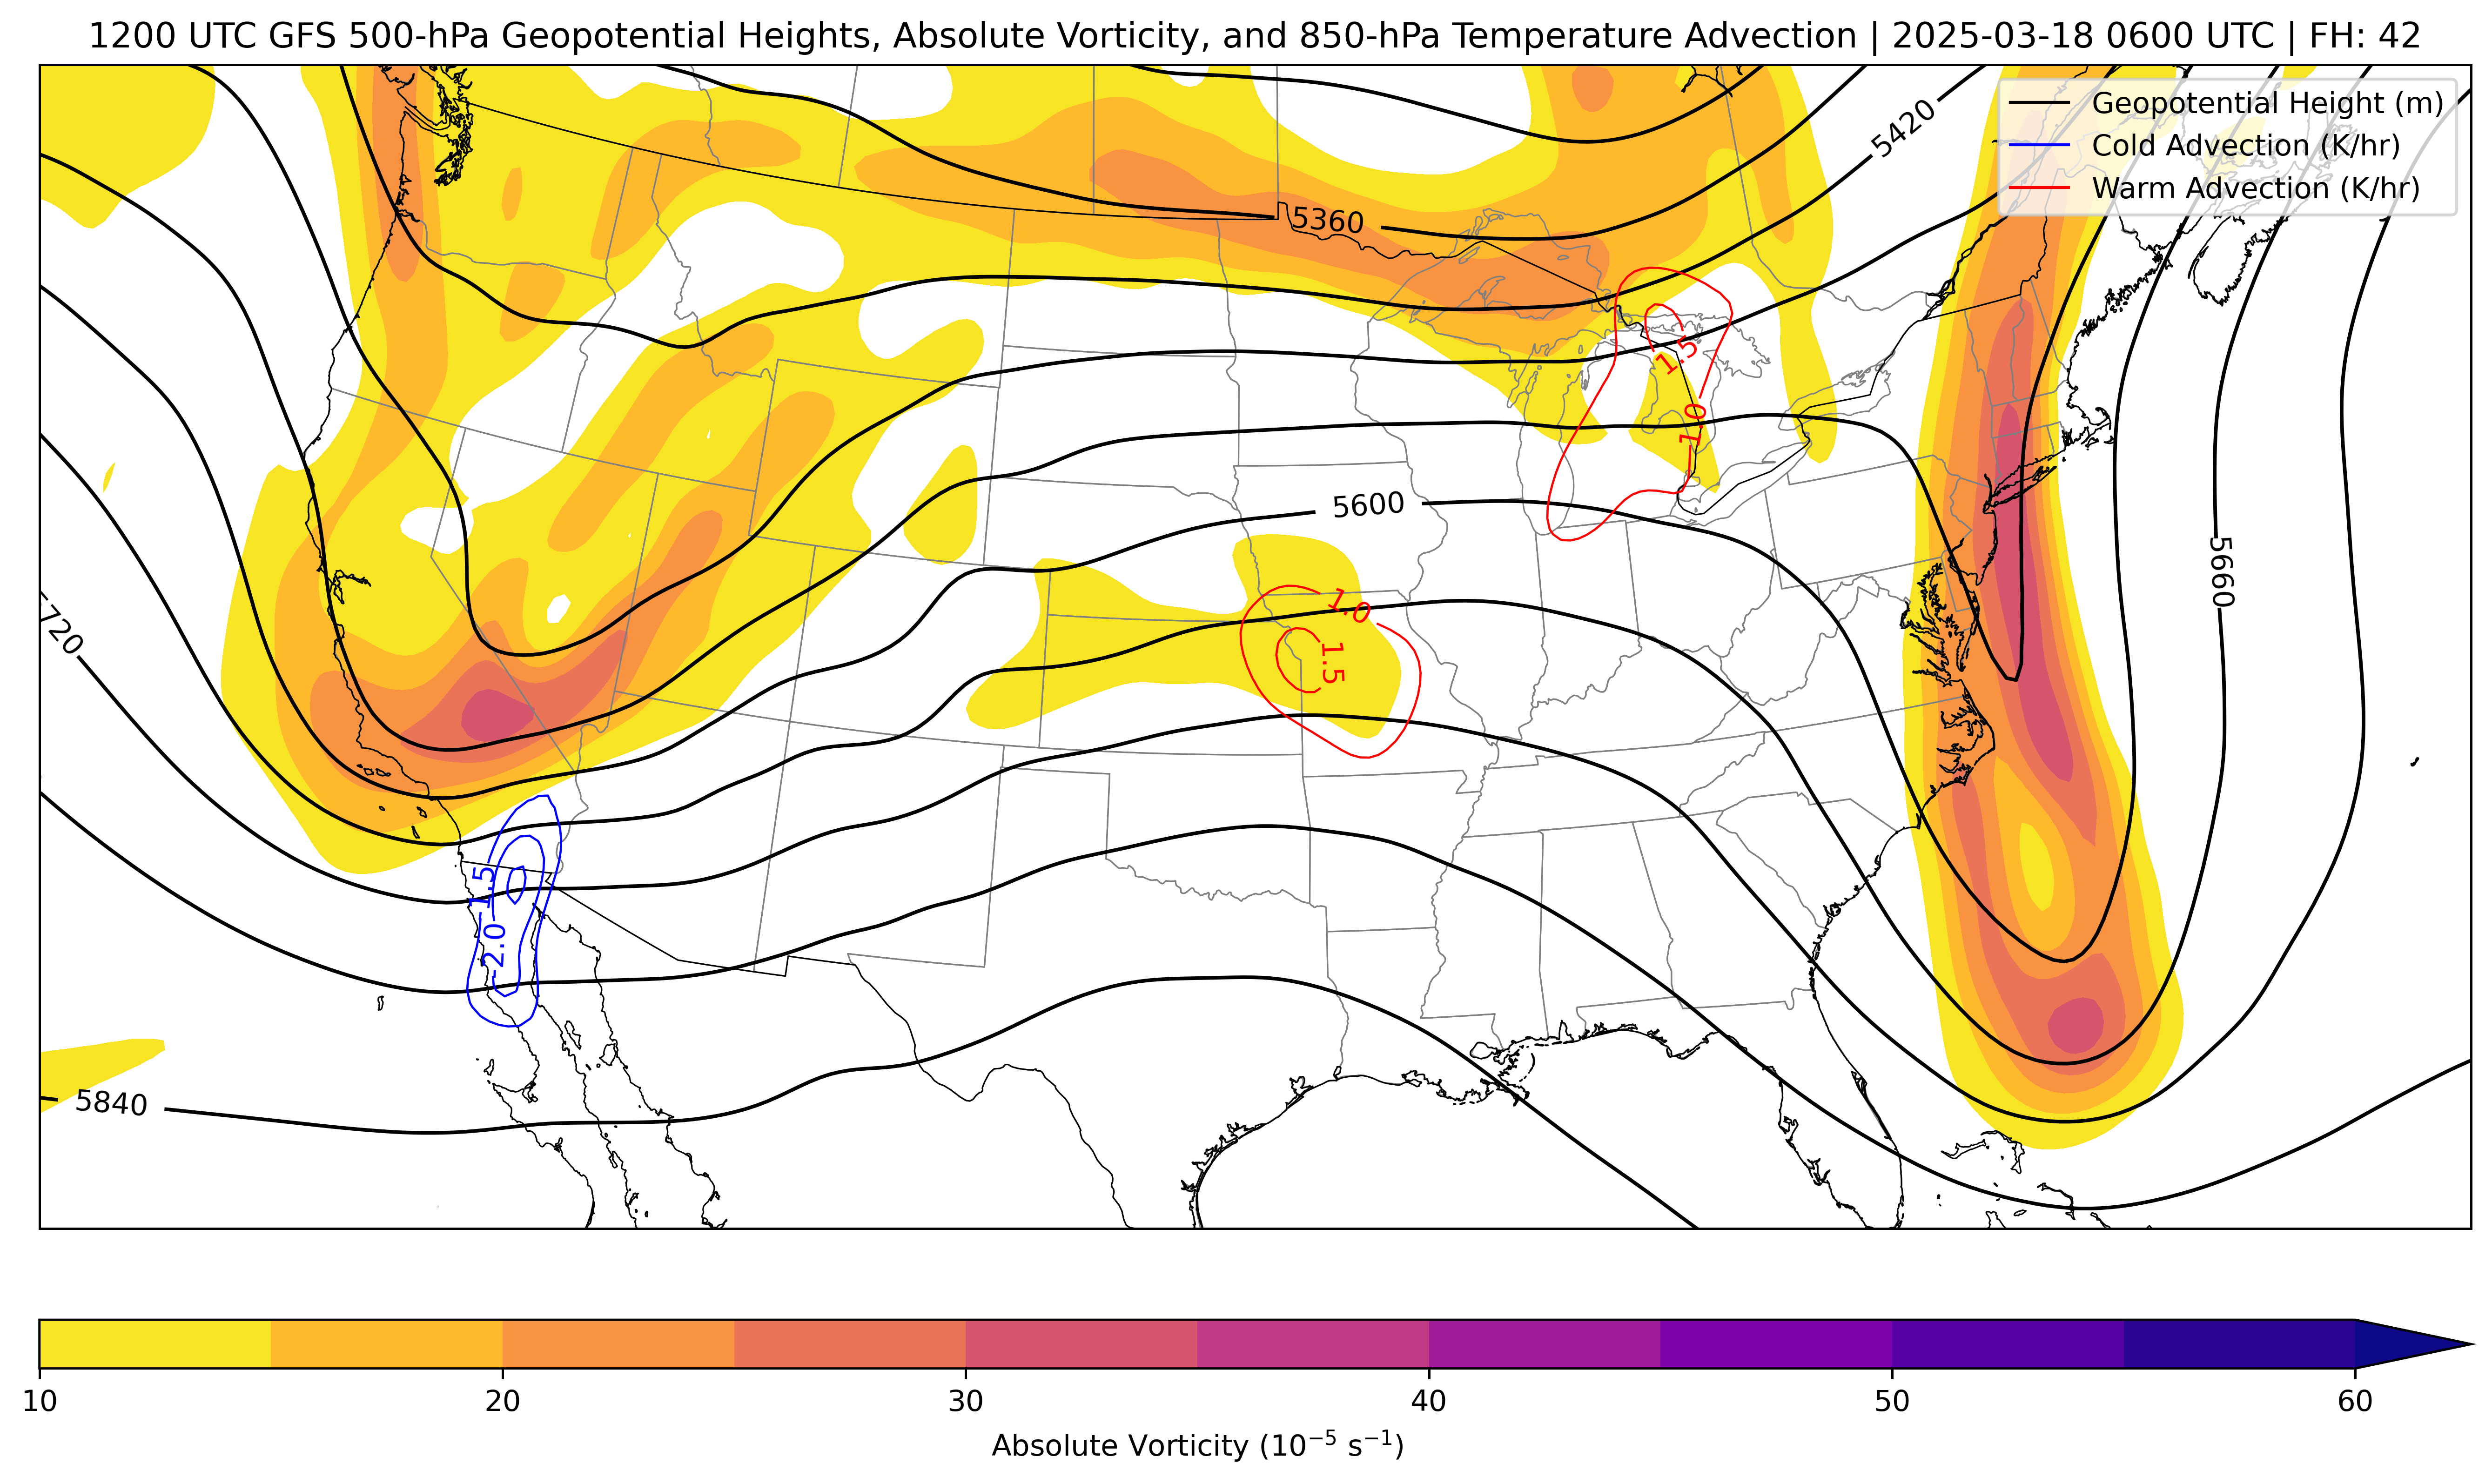 1200 UTC GFS 500-hPa Geopotential Heights, Absolute Vorticity, and 850-hPa Temperature Advection | 2025-03-18 0600 UTC | FH: 42
Geopotential Height (m)
Cold Advection (K/hr)
Warm Advection (K/hr)
5420
5360
1.5
1.0
5600
5660
5720
1.0
1.5
-1.5
-2.0
5840
10 20 30 40 50 60
Absolute Vorticity (10⁻⁵ s⁻¹)